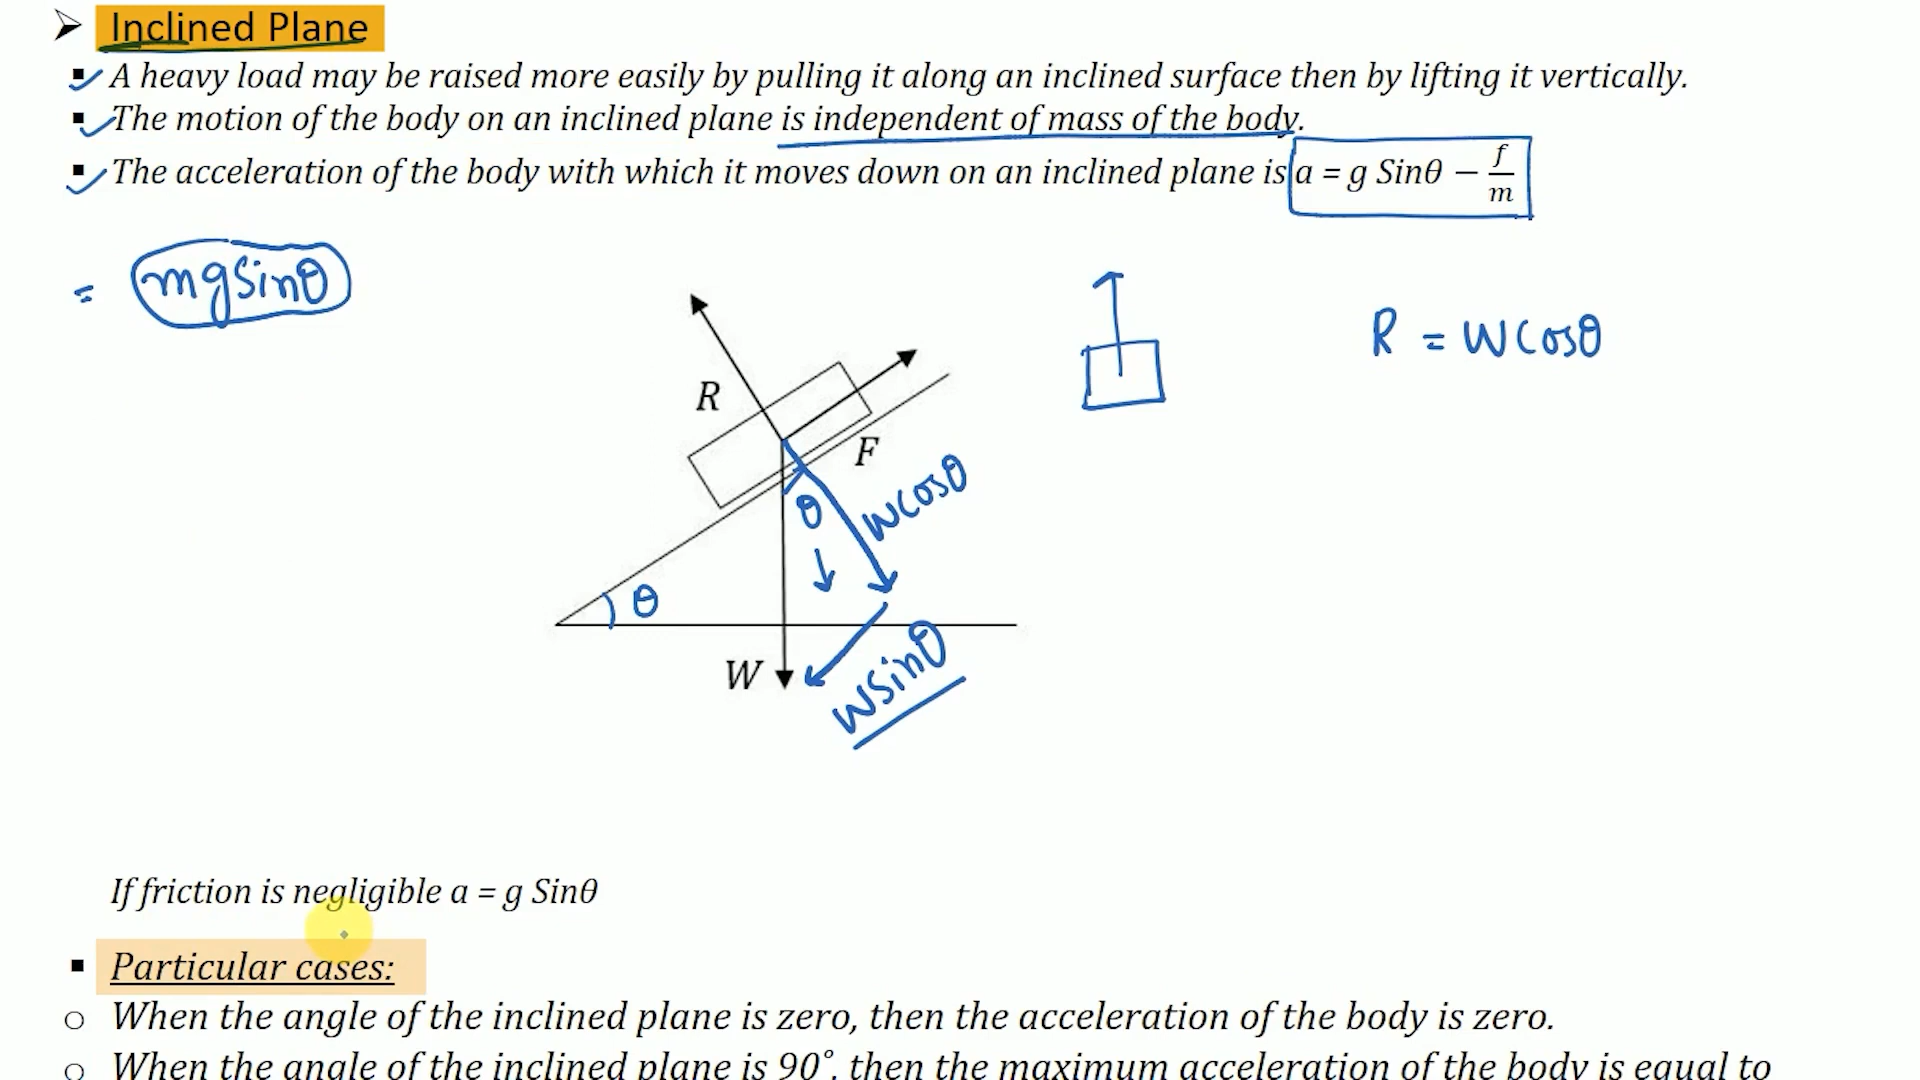 ➤ Inclined Plane
▪ A heavy load may be raised more easily by pulling it along an inclined surface then by lifting it vertically.
▪ The motion of the body on an inclined plane is independent of mass of the body.
▪ The acceleration of the body with which it moves down on an inclined plane is a = g Sinθ − f/m
= mgsinθ
R = Wcosθ
R
F
θ
Wcosθ
θ
W
Wsinθ
If friction is negligible a = g Sinθ
▪ Particular cases:
o When the angle of the inclined plane is zero, then the acceleration of the body is zero.
o When the angle of the inclined plane is 90˚, then the maximum acceleration of the body is equal to